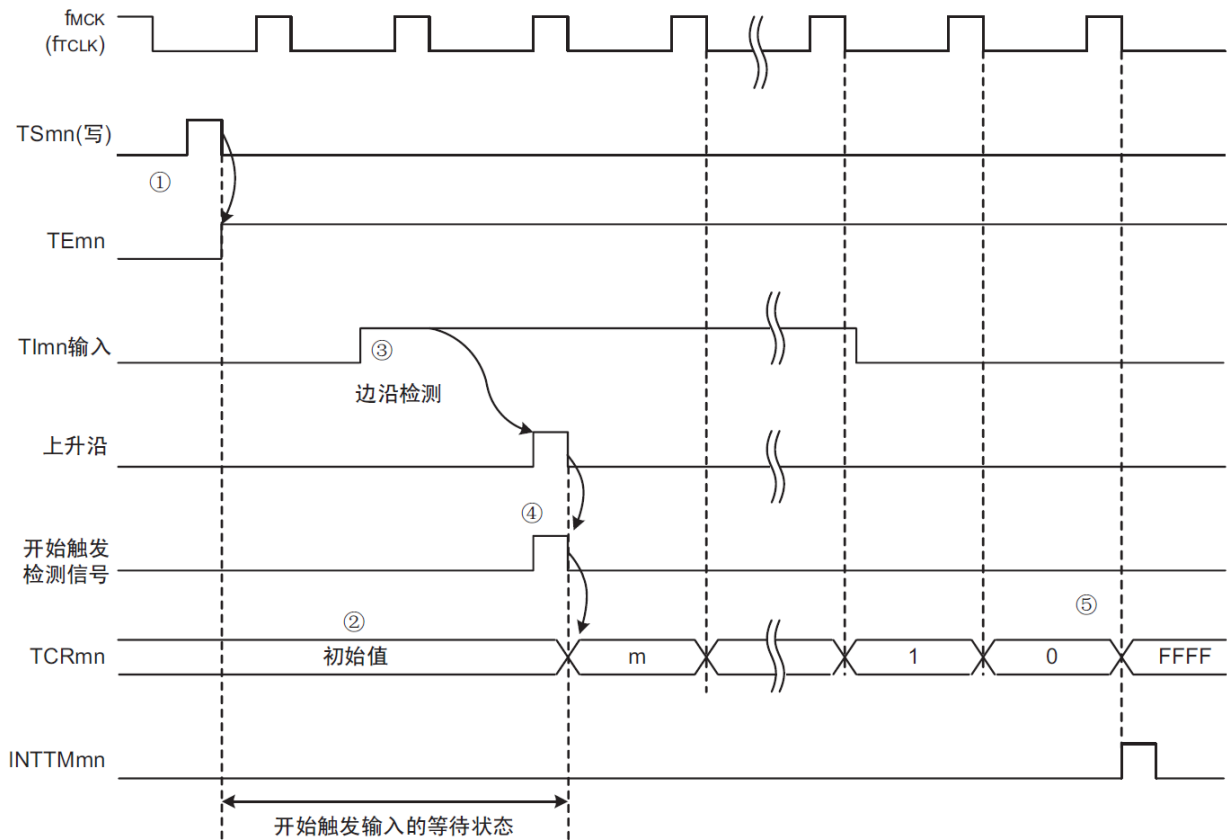 fMCK
(fTCLK)
TSmn(写)
①
TEmn
TImn输入
③
边沿检测
上升沿
④
开始触发
检测信号
②
⑤
TCRmn
初始值
m
1
0
FFFF
INTTMmn
开始触发输入的等待状态